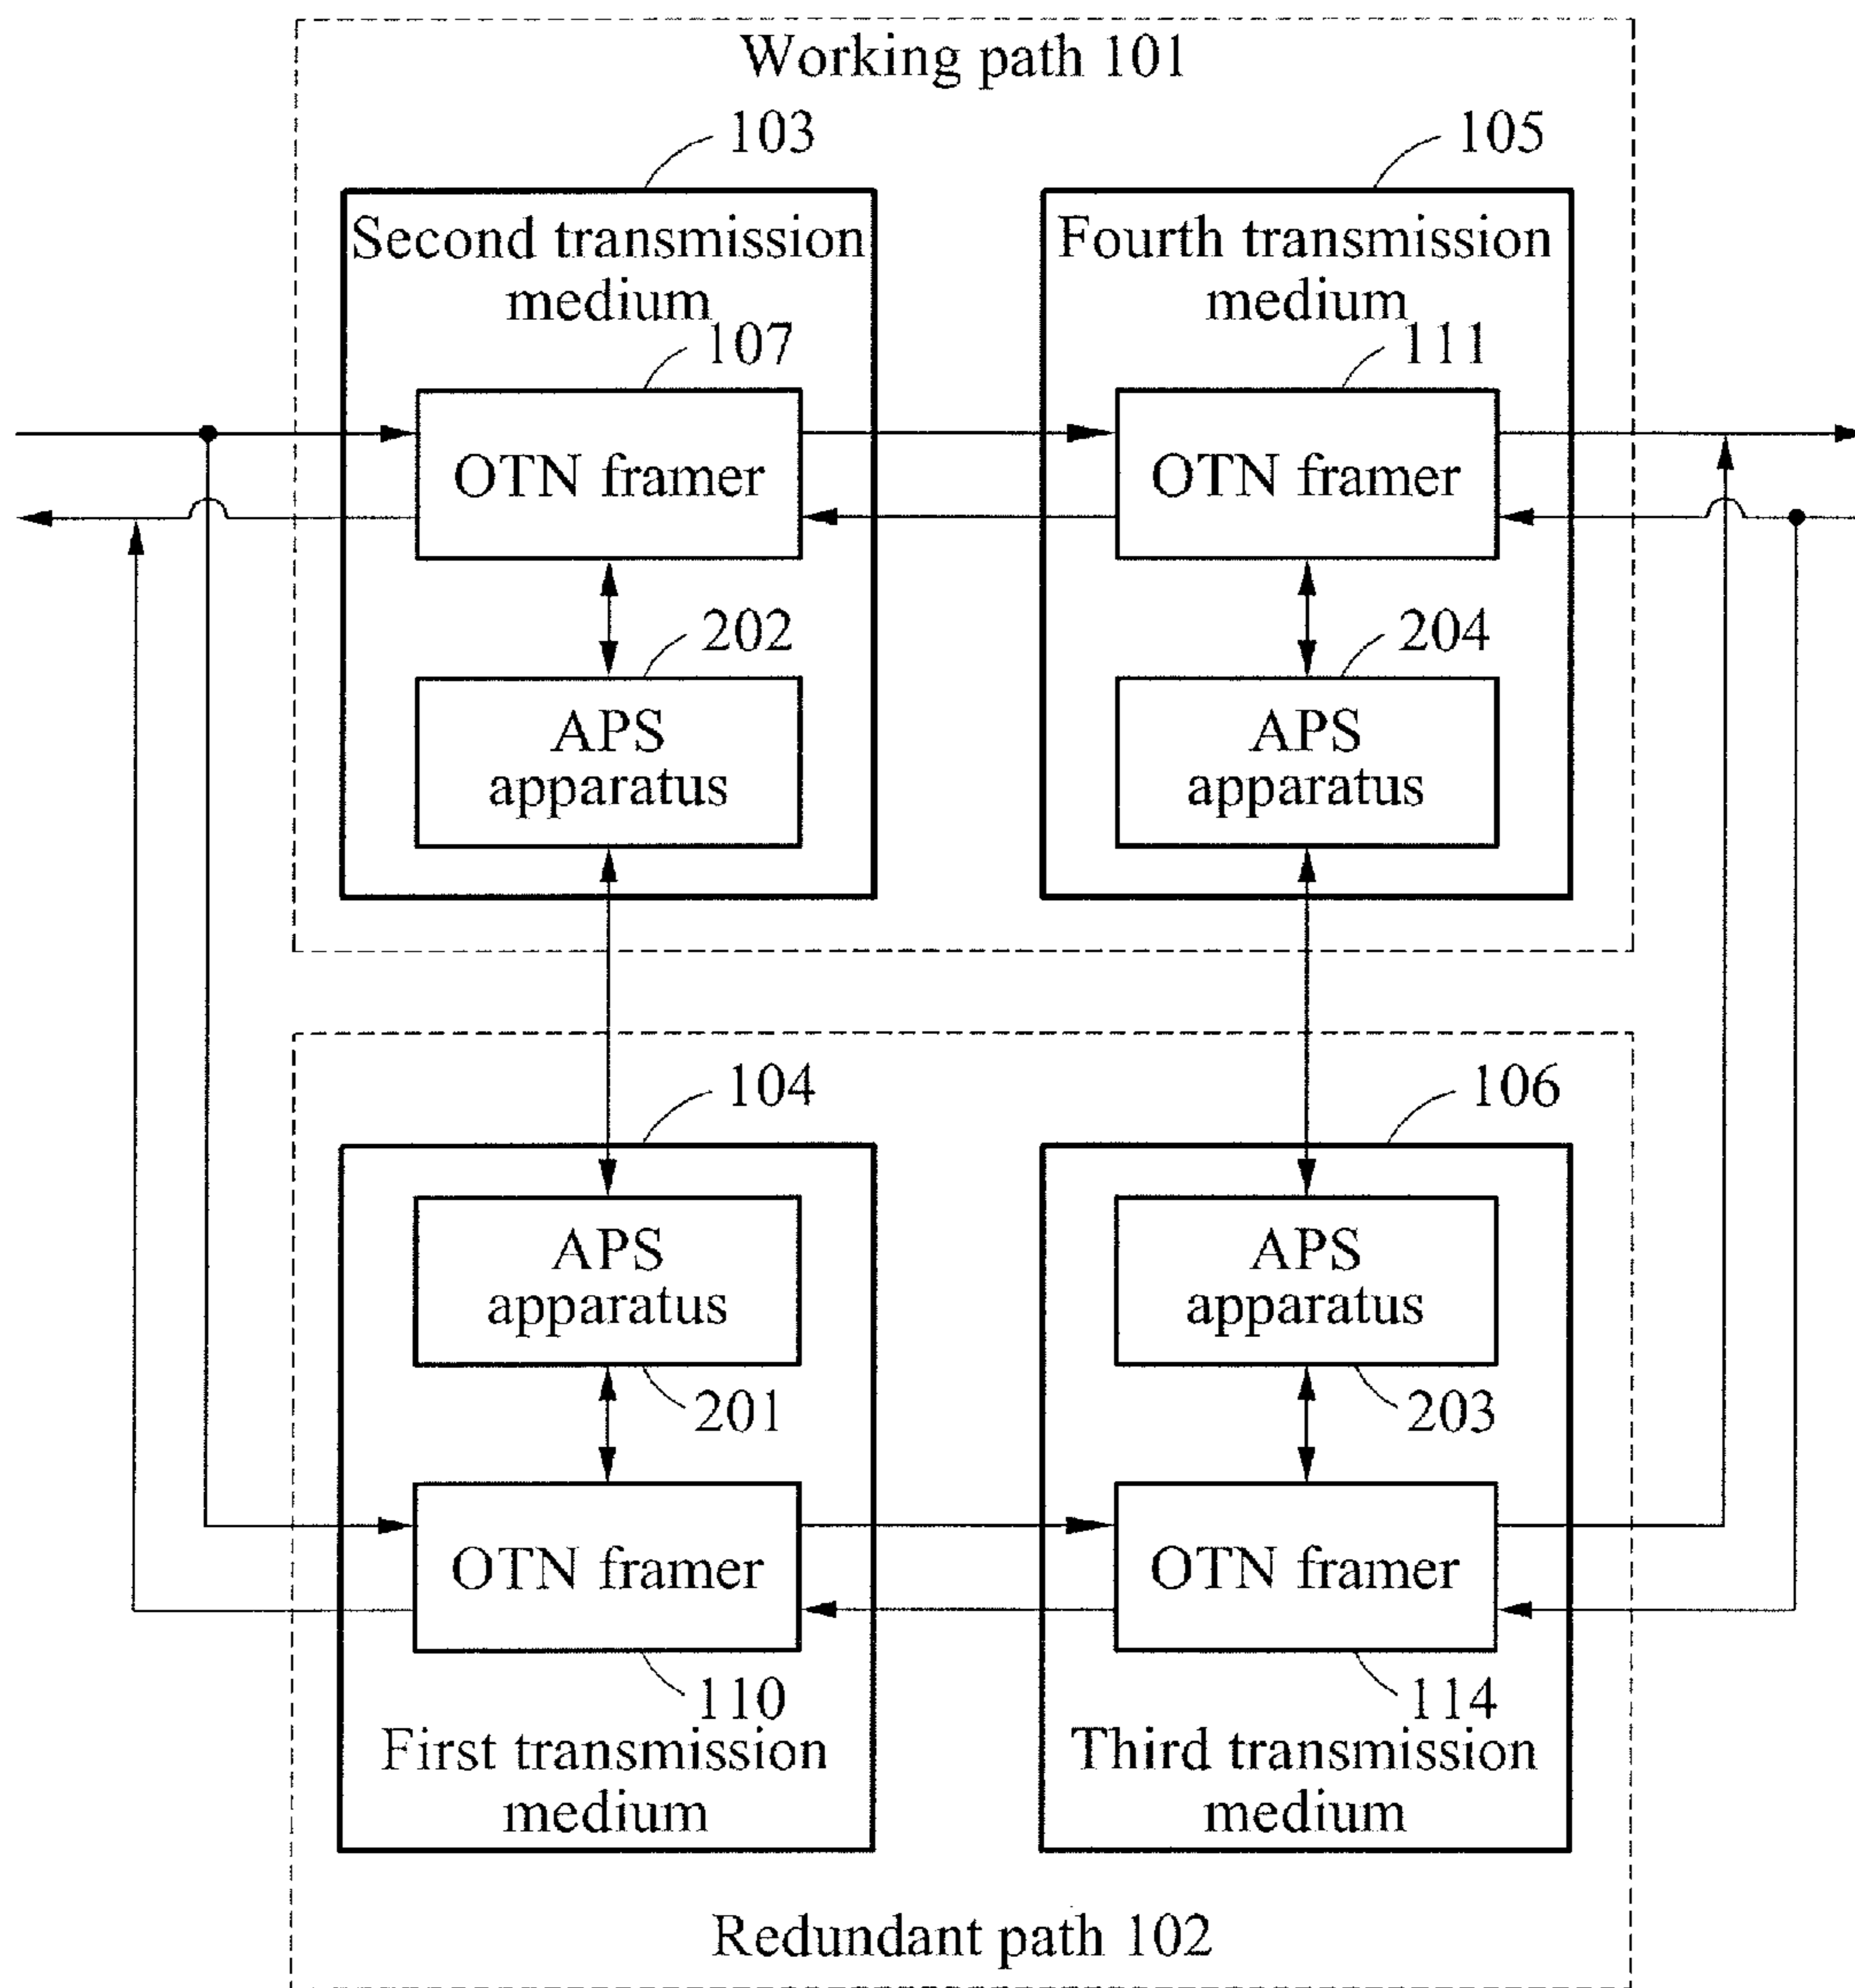 Working path 101
103
105
Second transmission
medium
Fourth transmission
medium
107
111
OTN framer
OTN framer
202
204
APS
apparatus
APS
apparatus
104
106
APS
apparatus
APS
apparatus
201
203
OTN framer
OTN framer
110
114
First transmission
medium
Third transmission
medium
Redundant path 102